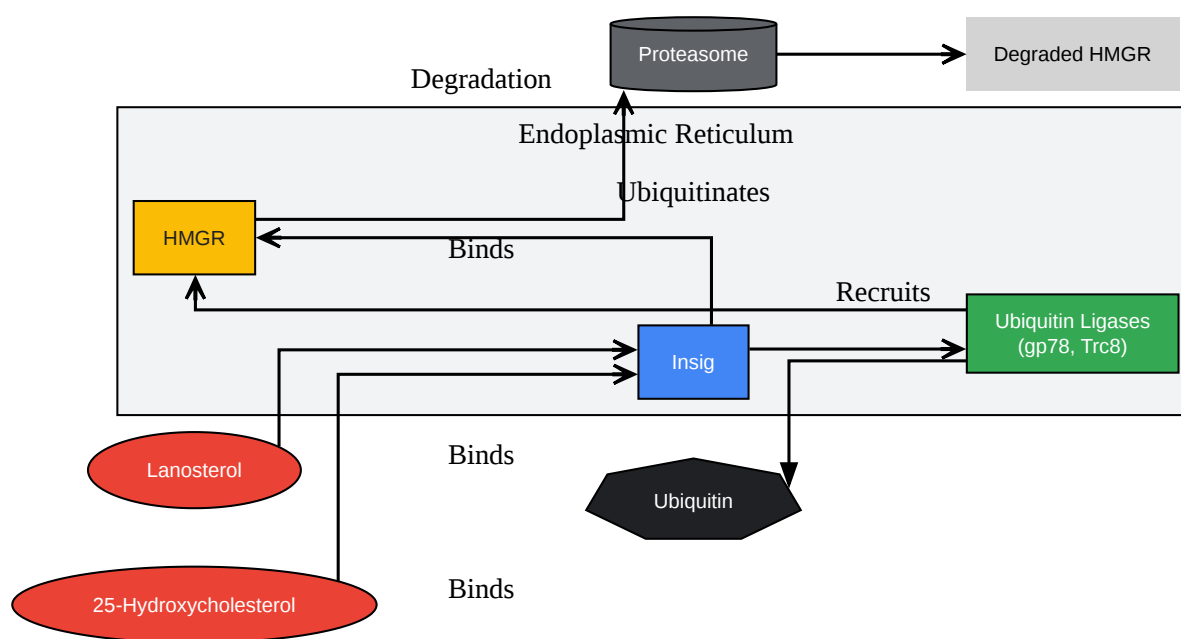 Proteasome
Degraded HMGR
Degradation
Endoplasmic Reticulum
Ubiquitinates
HMGR
Binds
Recruits
Ubiquitin Ligases
(gp78, Trc8)
Insig
Binds
Lanosterol
Ubiquitin
Binds
25-Hydroxycholesterol